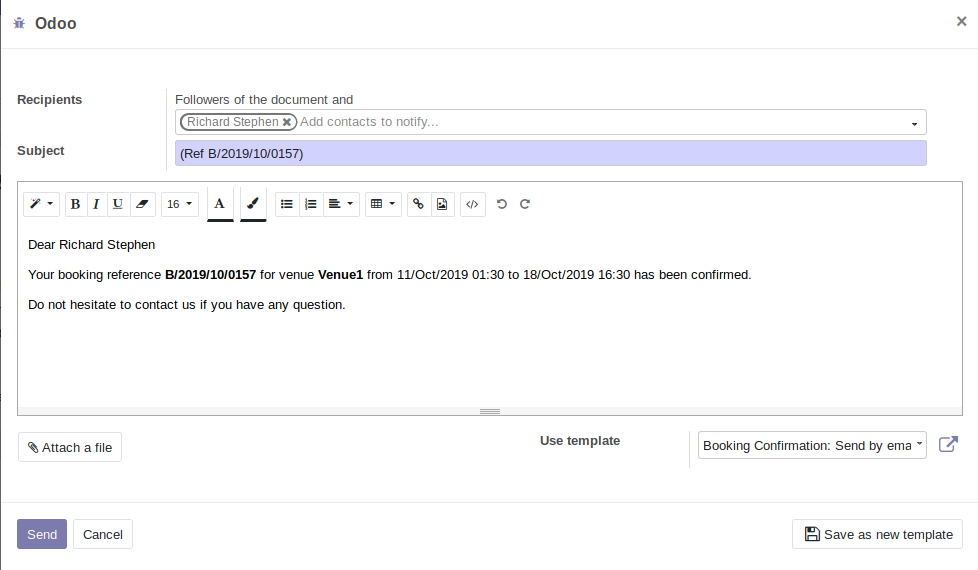 Odoo
×
Recipients
Followers of the document and
Richard Stephen ✖ Add contacts to notify...
Subject
(Ref B/2019/10/0157)
B I U 16 A </>
Dear Richard Stephen
Your booking reference B/2019/10/0157 for venue Venue1 from 11/Oct/2019 01:30 to 18/Oct/2019 16:30 has been confirmed.
Do not hesitate to contact us if you have any question.
Attach a file
Use template
Booking Confirmation: Send by ema
Send
Cancel
Save as new template